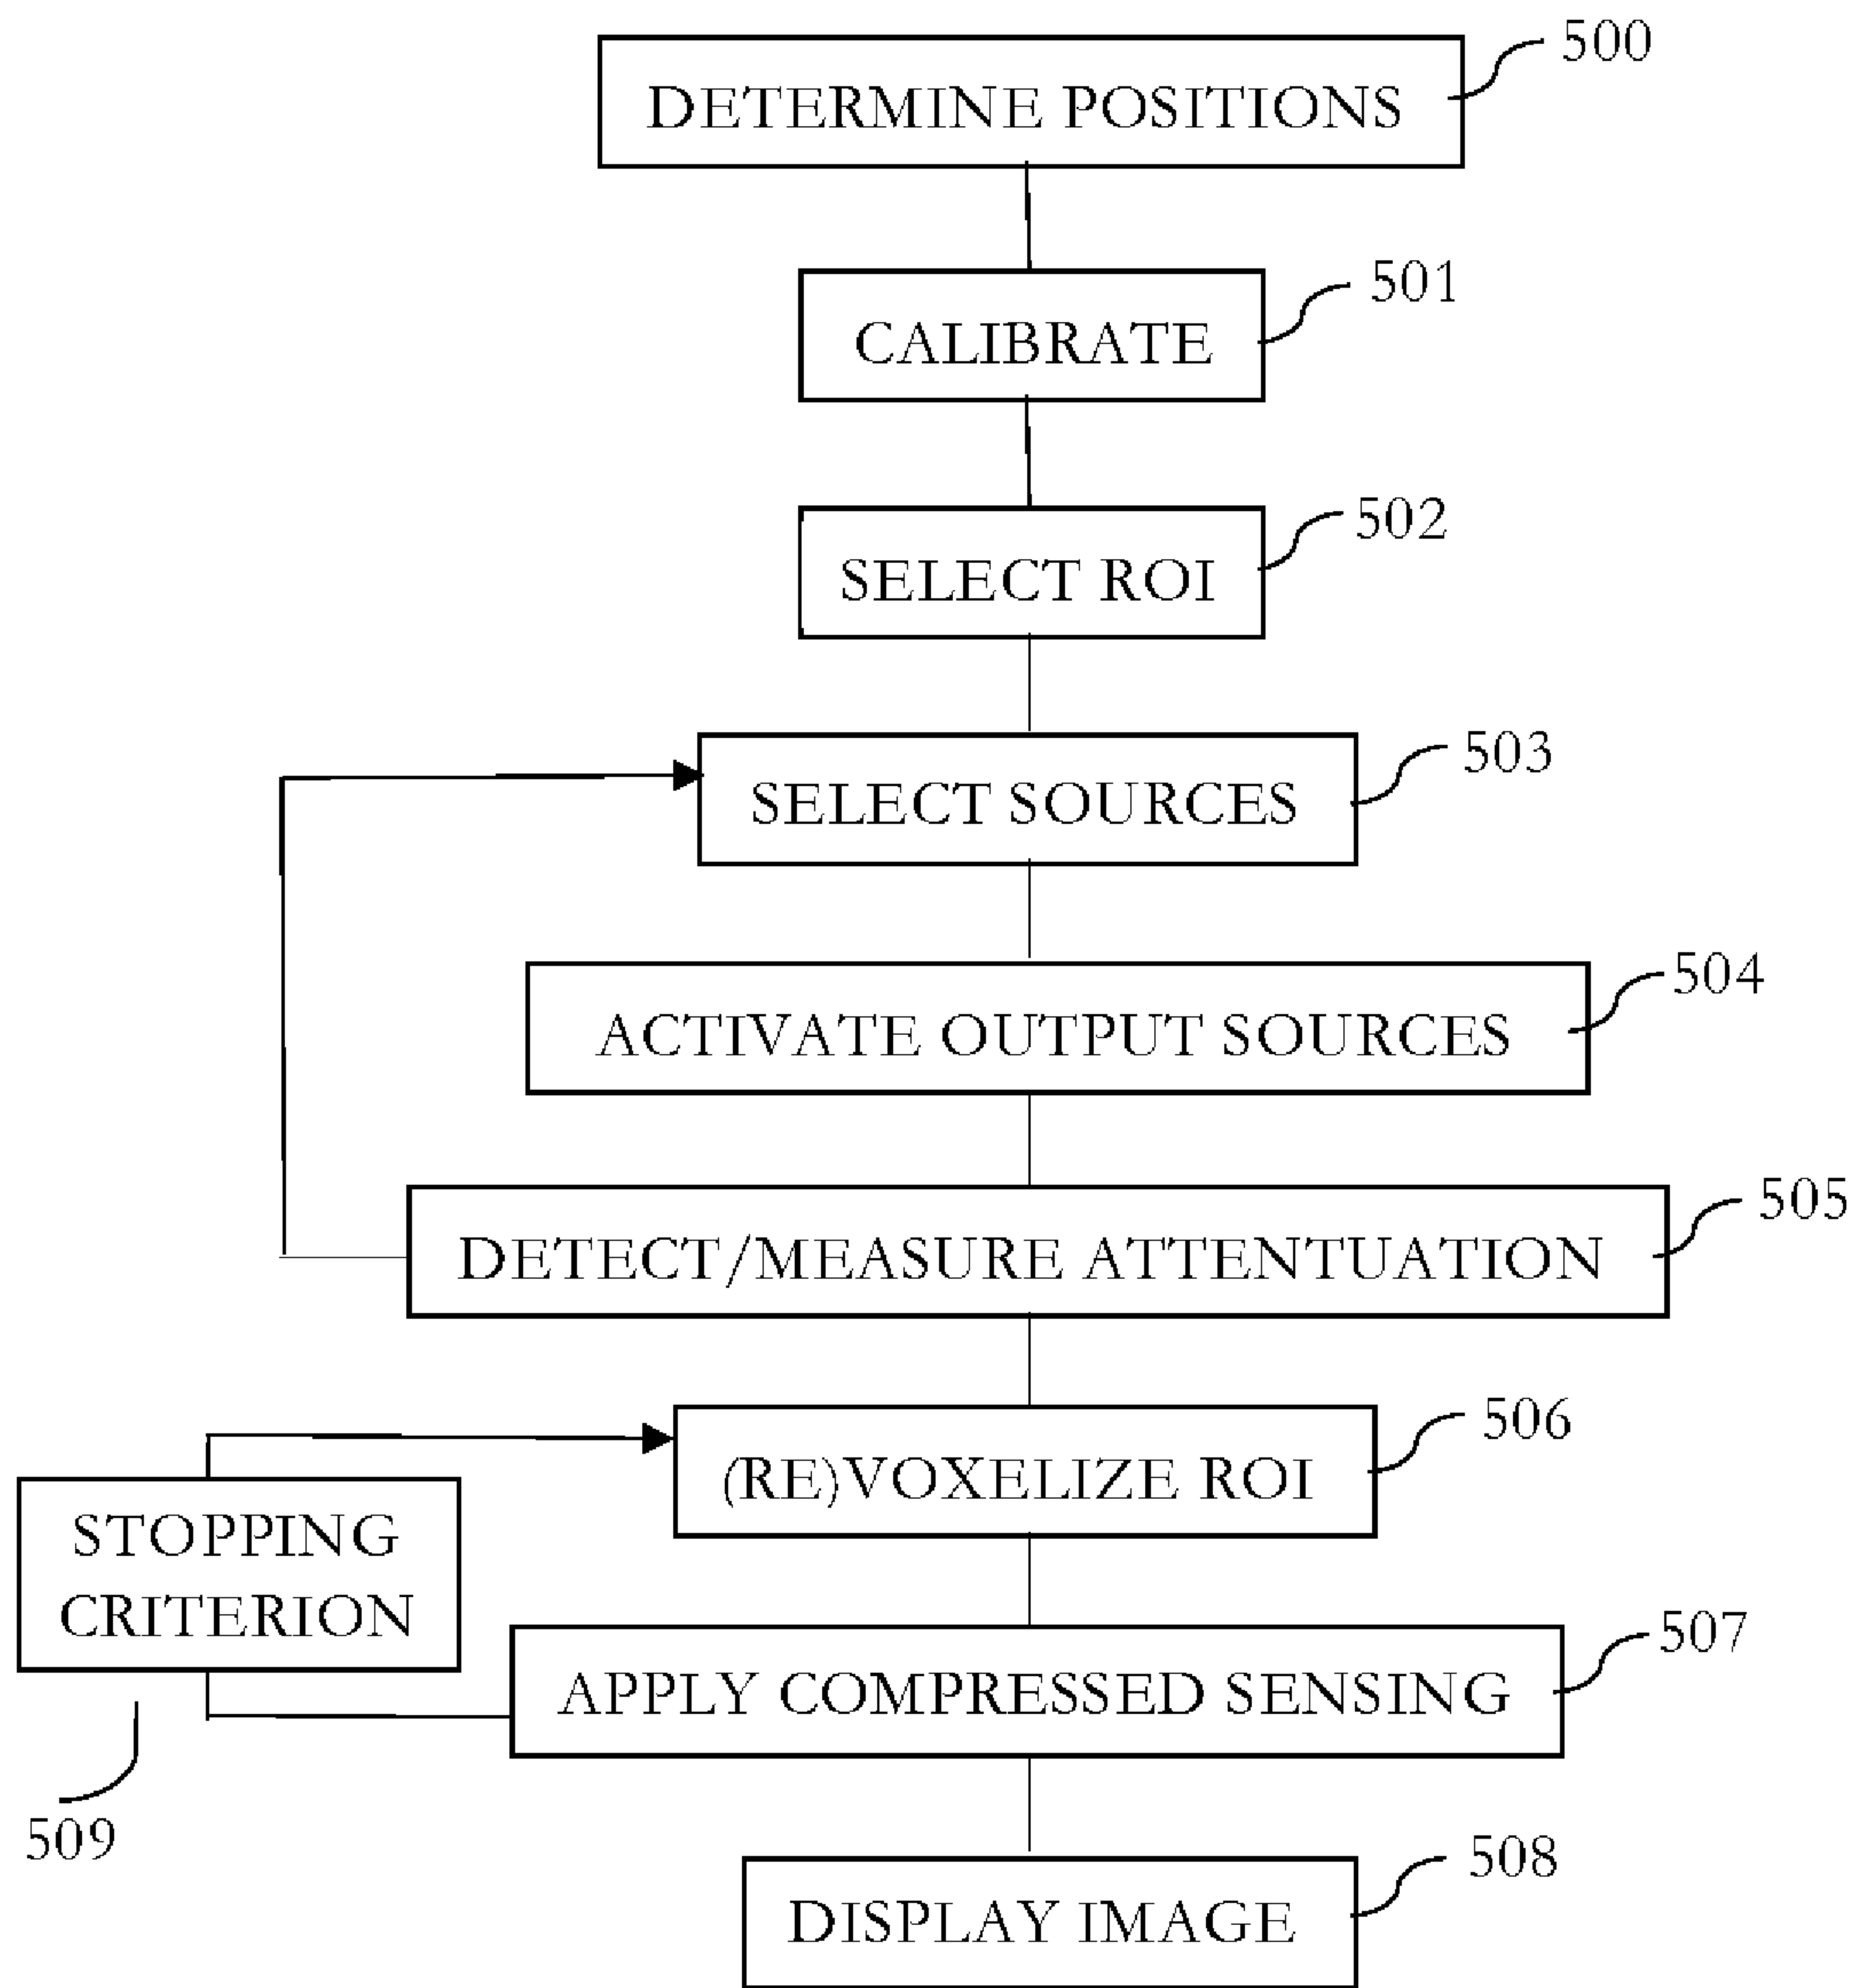 500
DETERMINE POSITIONS
501
CALIBRATE
502
SELECT ROI
503
SELECT SOURCES
504
ACTIVATE OUTPUT SOURCES
505
DETECT/MEASURE ATTENTUATION
506
(RE)VOXELIZE ROI
STOPPING
CRITERION
507
APPLY COMPRESSED SENSING
509
508
DISPLAY IMAGE